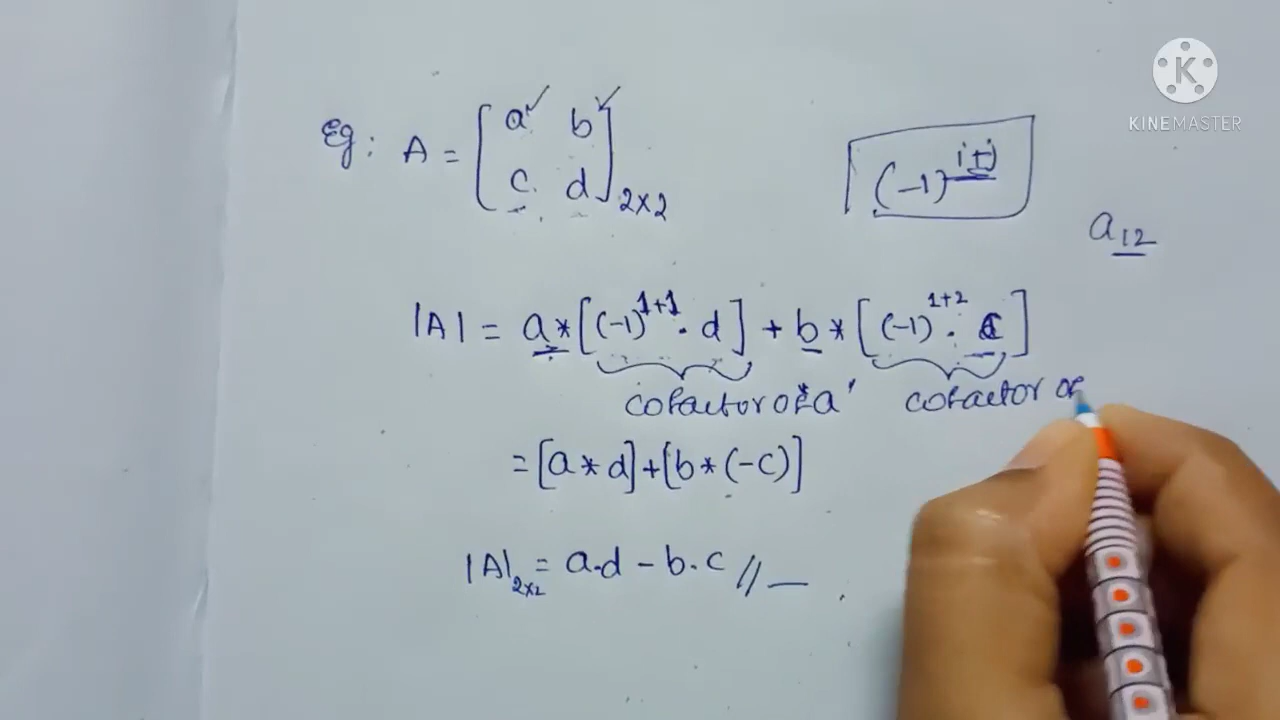 KINEMASTER
Eg: A = [a b
c d]2x2
(-1)^i+j
a12
|A| = a*[(-1)^1+1 . d] + b*[(-1)^1+2 . c]
cofactor of 'a' cofactor of
= [a * d] + [b * (-c)]
|A|2x2 = a.d - b.c //